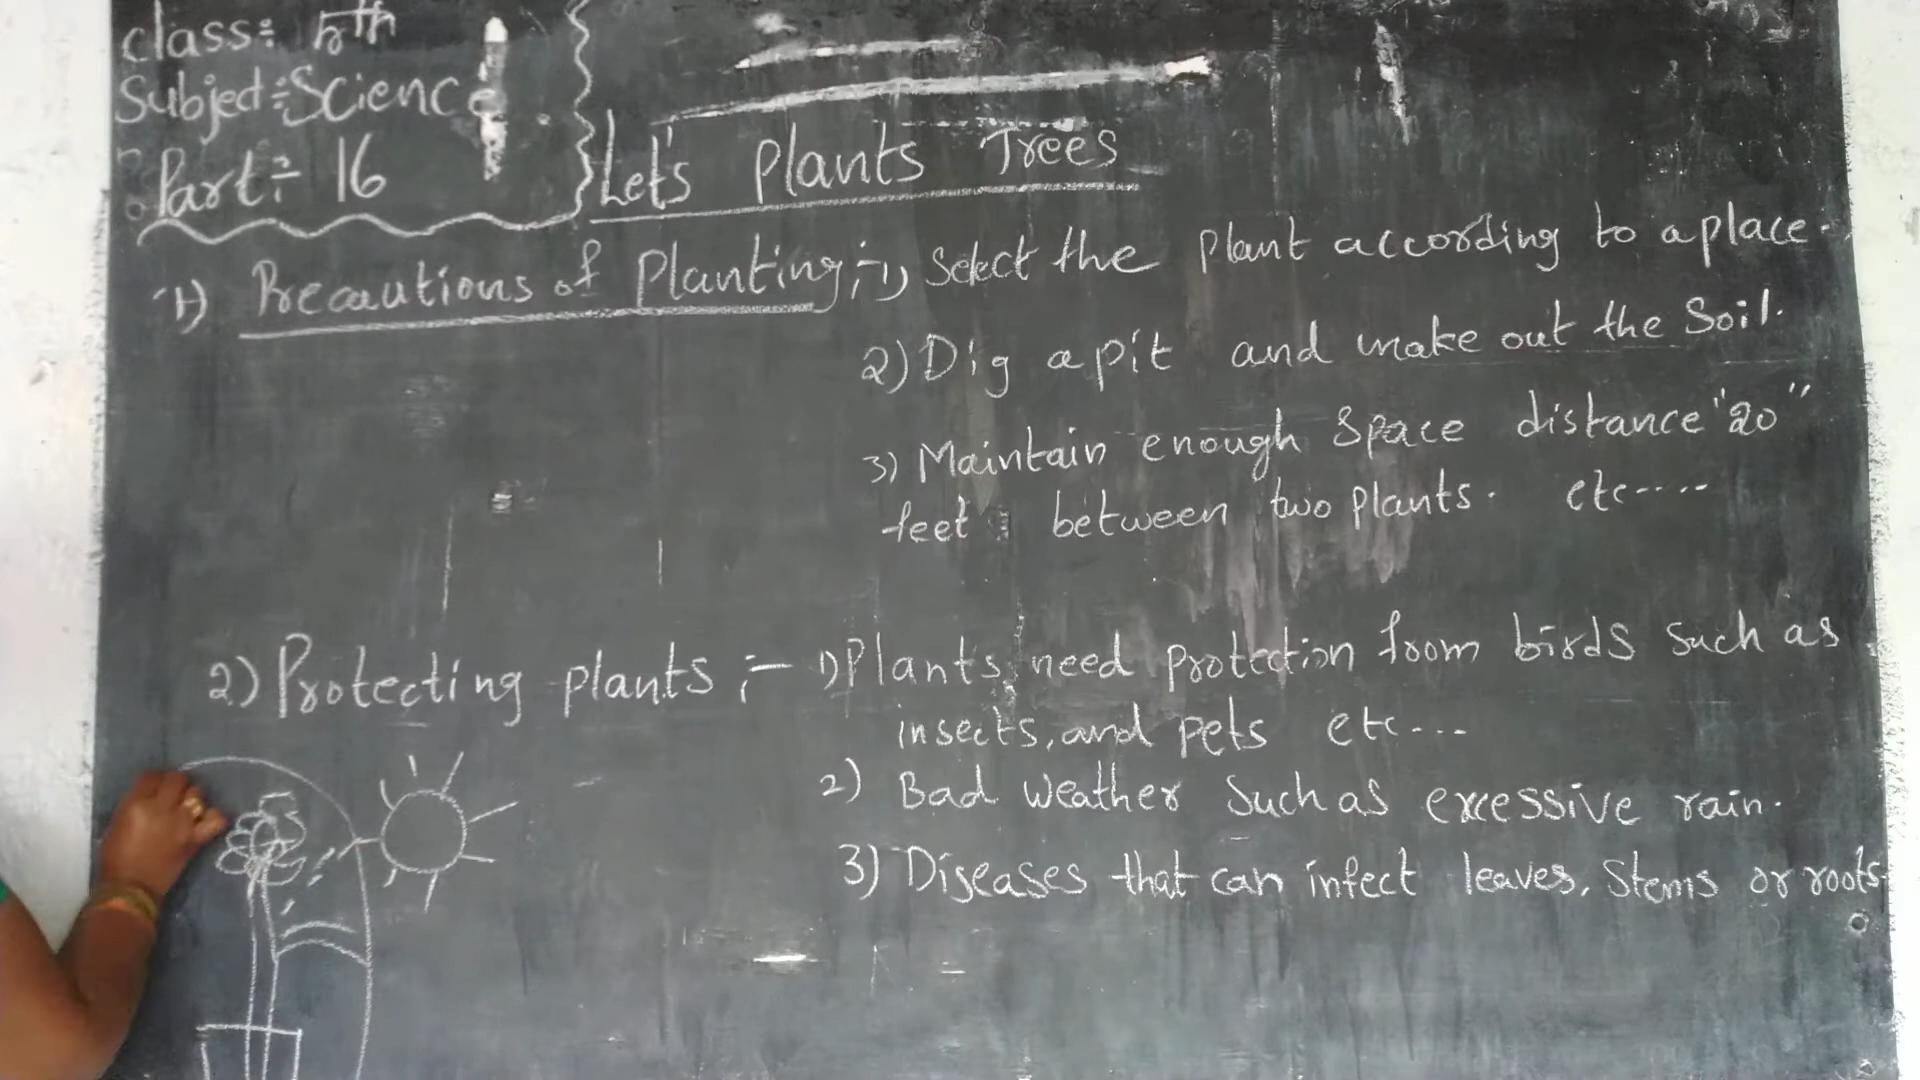 class:- 5th
Subject:- Science
Part:- 16
Let's Plants Trees
1) Precautions of Planting:- 1) Select the Plant according to a place.
2) Dig a pit and make out the Soil.
3) Maintain enough Space distance "20"
feet between two Plants. etc.....
2) Protecting plants :- 1) Plants need protection from birds such as
insects, and pets etc...
2) Bad weather Such as excessive rain.
3) Diseases that can infect leaves, Stems or roots